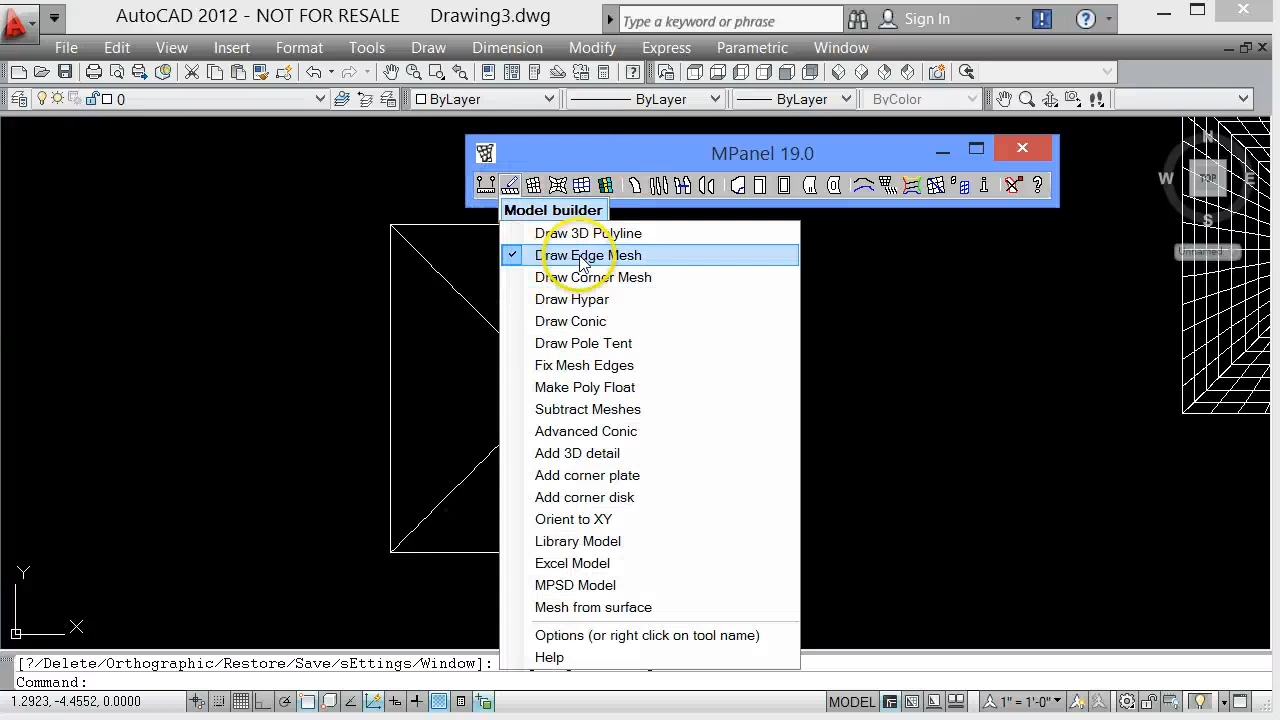 AutoCAD 2012 - NOT FOR RESALE Drawing3.dwg
Type a keyword or phrase
Sign In
File Edit View Insert Format Tools Draw Dimension Modify Express Parametric Window
0
ByLayer
ByLayer
ByLayer
ByColor
MPanel 19.0
Model builder
Draw 3D Polyline
Draw Edge Mesh
Draw Corner Mesh
Draw Hypar
Draw Conic
Draw Pole Tent
Fix Mesh Edges
Make Poly Float
Subtract Meshes
Advanced Conic
Add 3D detail
Add corner plate
Add corner disk
Orient to XY
Library Model
Excel Model
MPSD Model
Mesh from surface
Options (or right click on tool name)
Help
N
W TOP E
S
Unnamed
Y
X
[?/Delete/Orthographic/Restore/Save/sEttings/Window]:
Command:
1.2923, -4.4552, 0.0000
MODEL
1" = 1'-0"